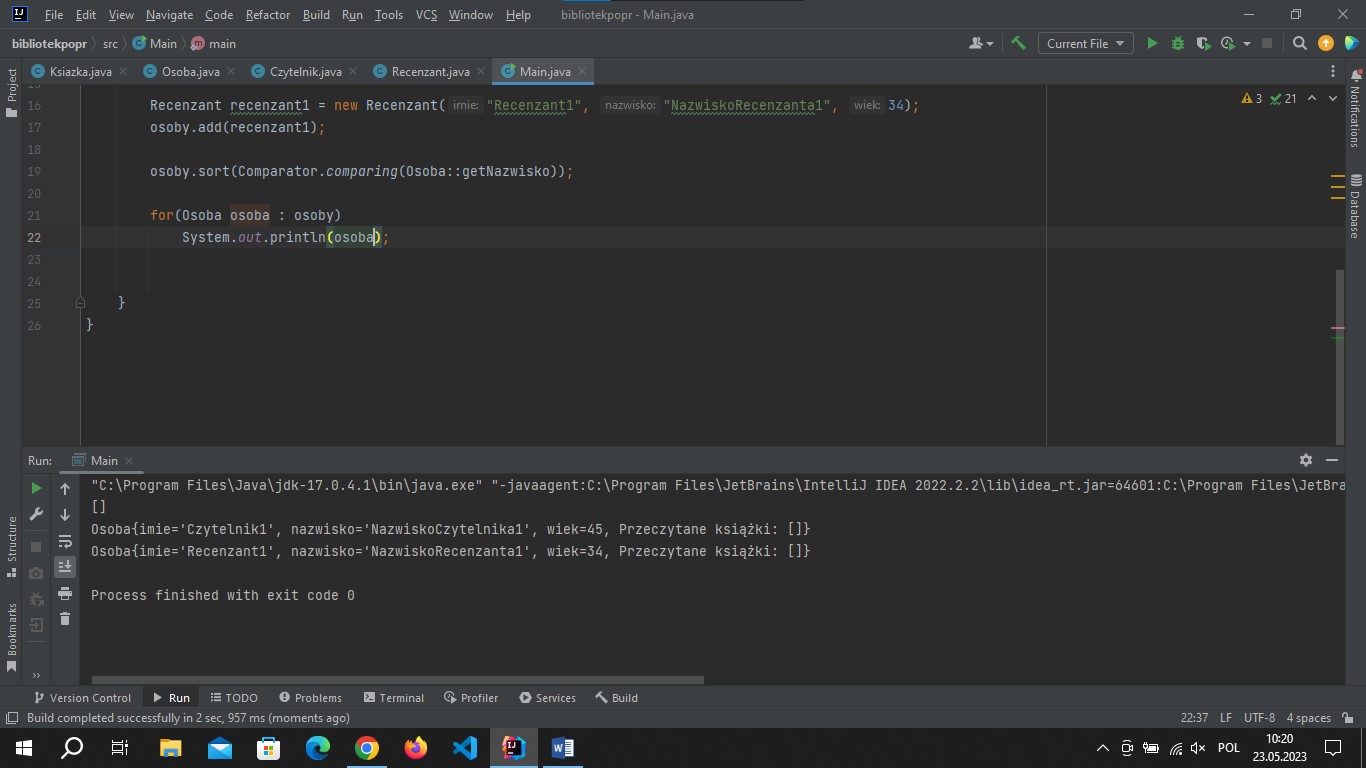 File Edit View Navigate Code Refactor Build Run Tools VCS Window Help bibliotekpopr - Main.java
bibliotekpopr src Main main Current File
Ksiazka.java Osoba.java Czytelnik.java Recenzant.java Main.java
Project
16 Recenzant recenzant1 = new Recenzant( imie: "Recenzant1", nazwisko: "NazwiskoRecenzanta1", wiek: 34);
3 21
17 osoby.add(recenzant1);
18
19 osoby.sort(Comparator.comparing(Osoba::getNazwisko));
20
21 for(Osoba osoba : osoby)
22 System.out.println(osoba);
23
24
25 }
26 }
Notifications
Database
Run: Main
"C:\Program Files\Java\jdk-17.0.4.1\bin\java.exe" "-javaagent:C:\Program Files\JetBrains\IntelliJ IDEA 2022.2.2\lib\idea_rt.jar=64601:C:\Program Files\JetBra
[]
Osoba{imie='Czytelnik1', nazwisko='NazwiskoCzytelnika1', wiek=45, Przeczytane książki: []}
Osoba{imie='Recenzant1', nazwisko='NazwiskoRecenzanta1', wiek=34, Przeczytane książki: []}
Process finished with exit code 0
Structure
Bookmarks
Version Control Run TODO Problems Terminal Profiler Services Build
Build completed successfully in 2 sec, 957 ms (moments ago) 22:37 LF UTF-8 4 spaces
POL 10:20
23.05.2023